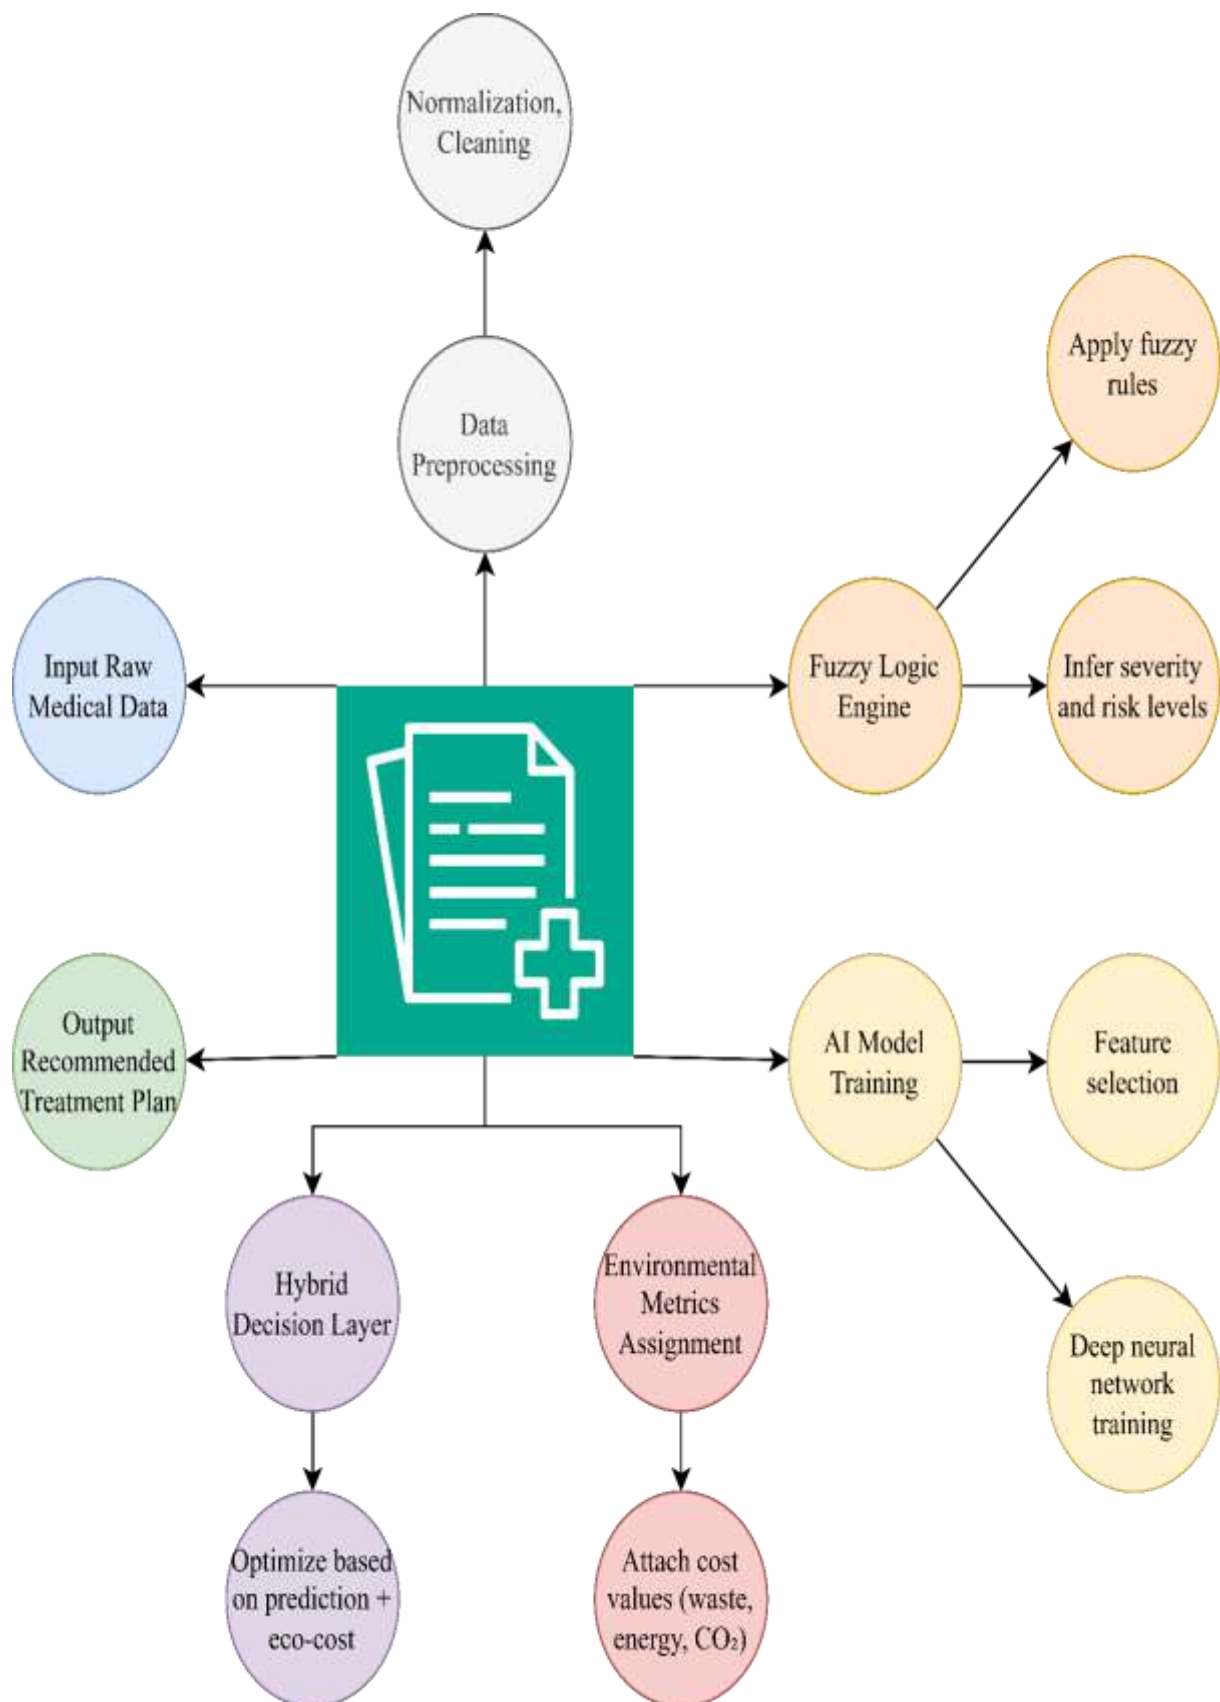 Normalization,
Cleaning
Data
Preprocessing
Apply fuzzy
rules
Input Raw
Medical Data
Fuzzy Logic
Engine
Infer severity
and risk levels
Output
Recommended
Treatment Plan
AI Model
Training
Feature
selection
Hybrid
Decision Layer
Environmental
Metrics
Assignment
Deep neural
network
training
Optimize based
on prediction +
eco-cost
Attach cost
values (waste,
energy, CO₂)